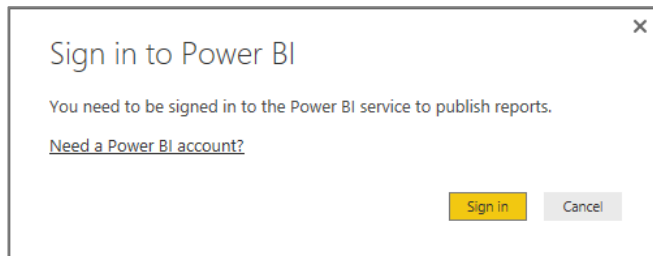 Sign in to Power BI
You need to be signed in to the Power BI service to publish reports.
Need a Power BI account?
Sign in
Cancel